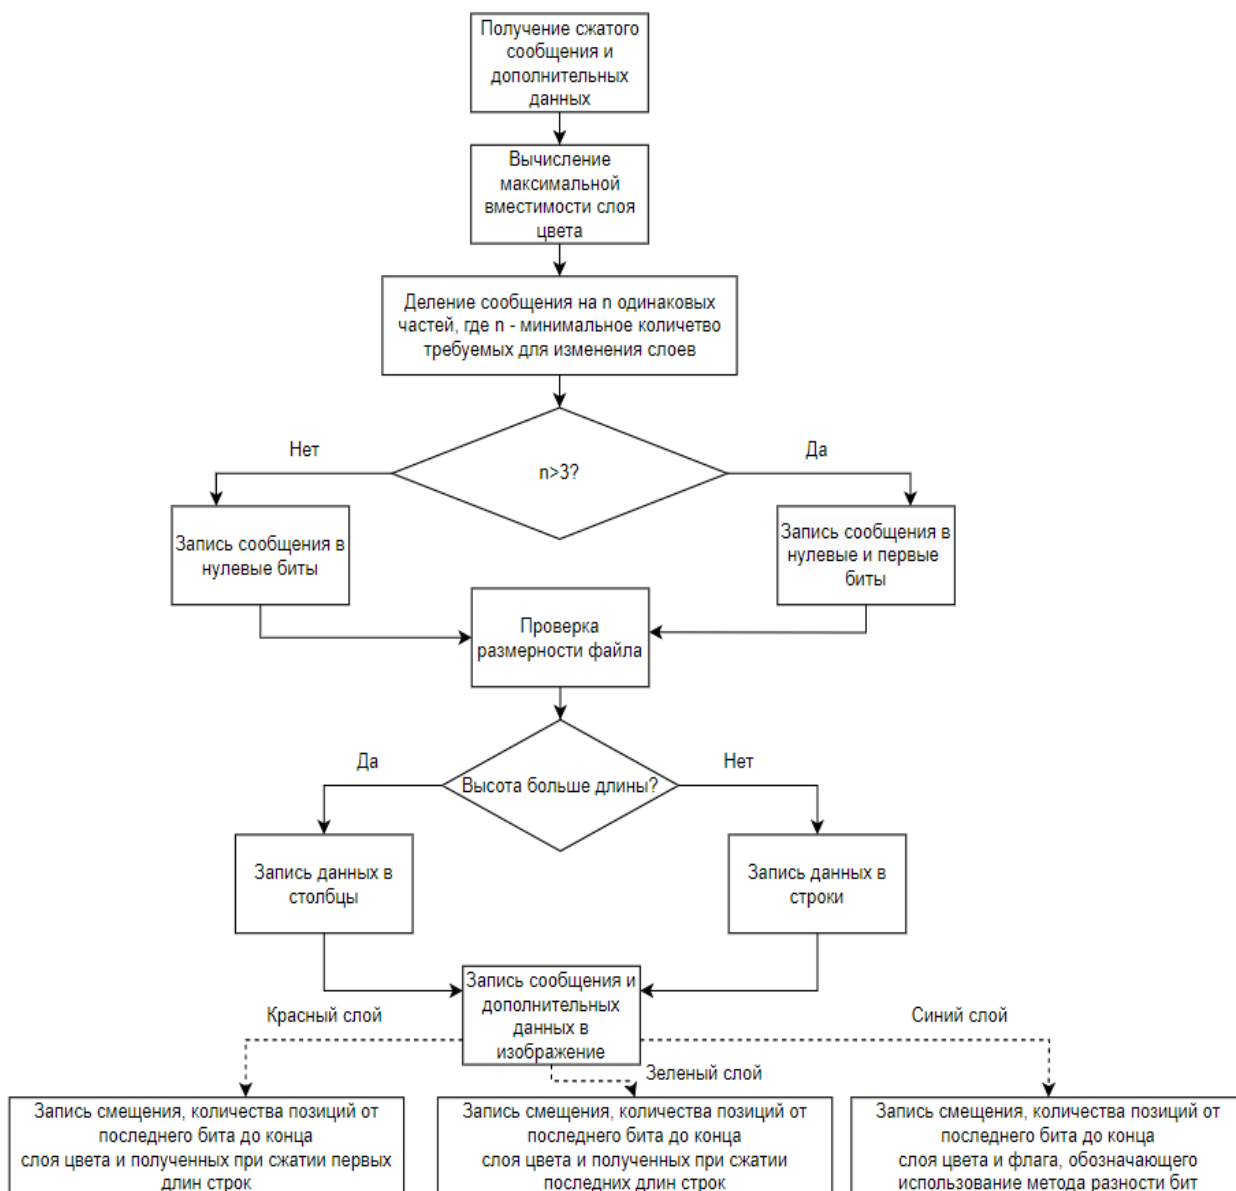 Получение сжатого
сообщения и
дополнительных
данных
Вычисление
максимальной
вместимости слоя
цвета
Деление сообщения на n одинаковых
частей, где n - минимальное количетво
требуемых для изменения слоев
n>3?
Нет
Да
Запись сообщения в
нулевые биты
Запись сообщения в
нулевые и первые
биты
Проверка
размерности файла
Высота больше длины?
Да
Нет
Запись данных в
столбцы
Запись данных в
строки
Запись сообщения и
дополнительных
данных в
изображение
Красный слой
Зеленый слой
Синий слой
Запись смещения, количества позиций от
последнего бита до конца
слоя цвета и полученных при сжатии первых
длин строк
Запись смещения, количества позиций от
последнего бита до конца
слоя цвета и полученных при сжатии
последних длин строк
Запись смещения, количества позиций от
последнего бита до конца
слоя цвета и флага, обозначающего
использование метода разности бит